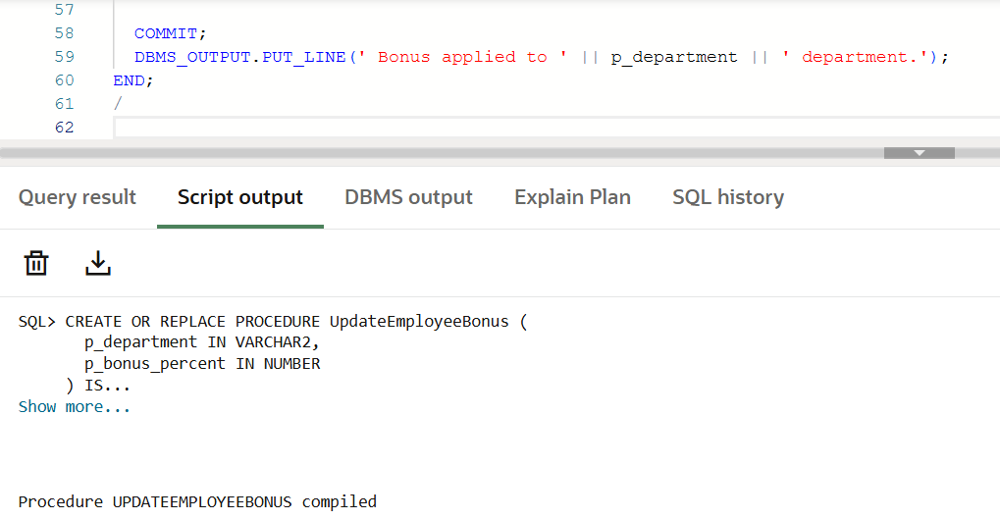 57
58 COMMIT;
59 DBMS_OUTPUT.PUT_LINE(' Bonus applied to ' || p_department || ' department.');
60 END;
61 /
62
Query result Script output DBMS output Explain Plan SQL history
SQL> CREATE OR REPLACE PROCEDURE UpdateEmployeeBonus (
p_department IN VARCHAR2,
p_bonus_percent IN NUMBER
) IS...
Show more...
Procedure UPDATEEMPLOYEEBONUS compiled